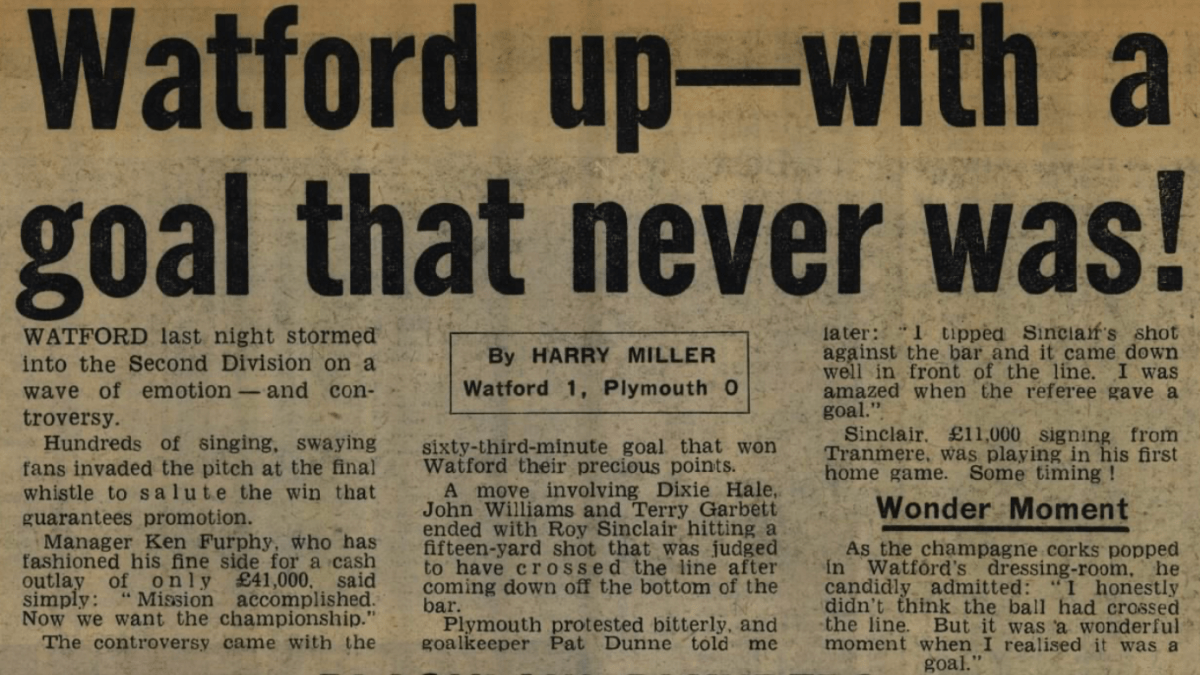 Watford up—with a
goal that never was!
WATFORD last night stormed
into the Second Division on a
wave of emotion — and con-
troversy.
Hundreds of singing, swaying
fans invaded the pitch at the final
whistle to salute the win that
guarantees promotion.
Manager Ken Furphy, who has
fashioned his fine side for a cash
outlay of only £41,000, said
simply: "Mission accomplished.
Now we want the championship."
The controversy came with the
By HARRY MILLER
Watford 1, Plymouth 0
sixty-third-minute goal that won
Watford their precious points.
A move involving Dixie Hale,
John Williams and Terry Garbett
ended with Roy Sinclair hitting a
fifteen-yard shot that was judged
to have crossed the line after
coming down off the bottom of the
bar.
Plymouth protested bitterly, and
goalkeeper Pat Dunne told me
later: "I tipped Sinclair's shot
against the bar and it came down
well in front of the line. I was
amazed when the referee gave a
goal."
Sinclair, £11,000 signing from
Tranmere, was playing in his first
home game. Some timing !
Wonder Moment
As the champagne corks popped
in Watford's dressing-room, he
candidly admitted: "I honestly
didn't think the ball had crossed
the line. But it was a wonderful
moment when I realised it was a
goal."